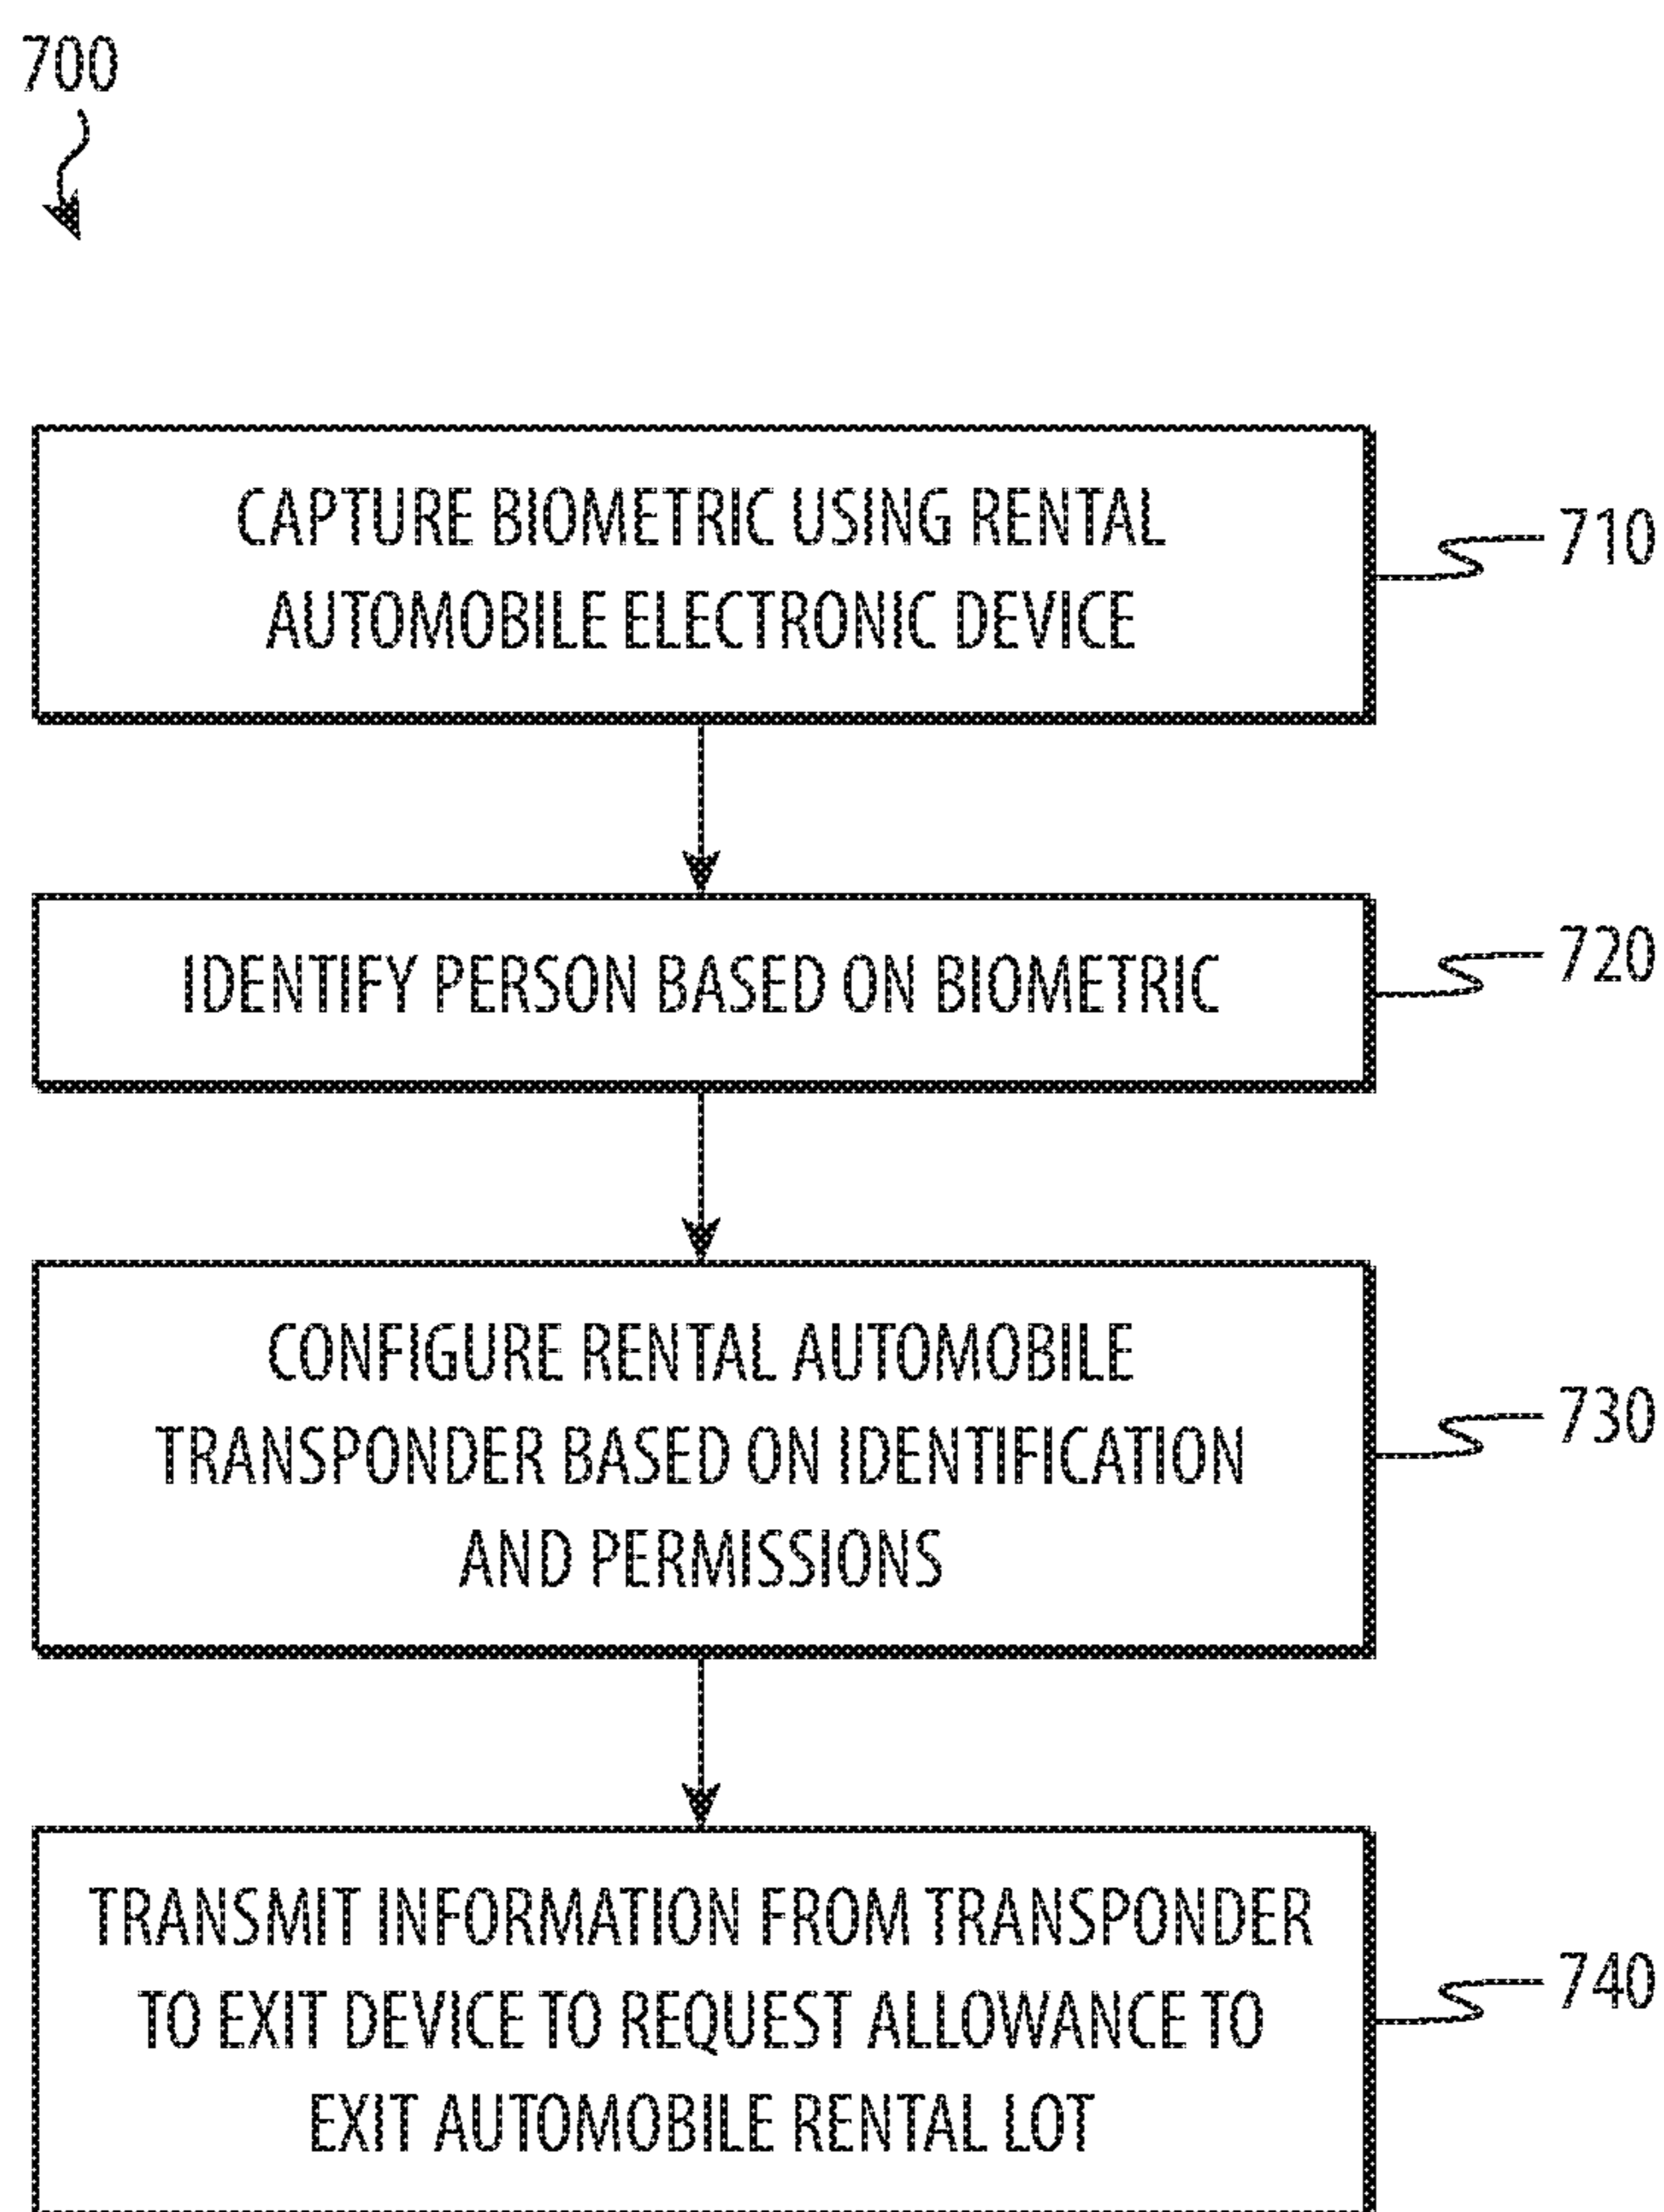 700
CAPTURE BIOMETRIC USING RENTAL
AUTOMOBILE ELECTRONIC DEVICE
710
IDENTIFY PERSON BASED ON BIOMETRIC
720
CONFIGURE RENTAL AUTOMOBILE
TRANSPONDER BASED ON IDENTIFICATION
AND PERMISSIONS
730
TRANSMIT INFORMATION FROM TRANSPONDER
TO EXIT DEVICE TO REQUEST ALLOWANCE TO
EXIT AUTOMOBILE RENTAL LOT
740